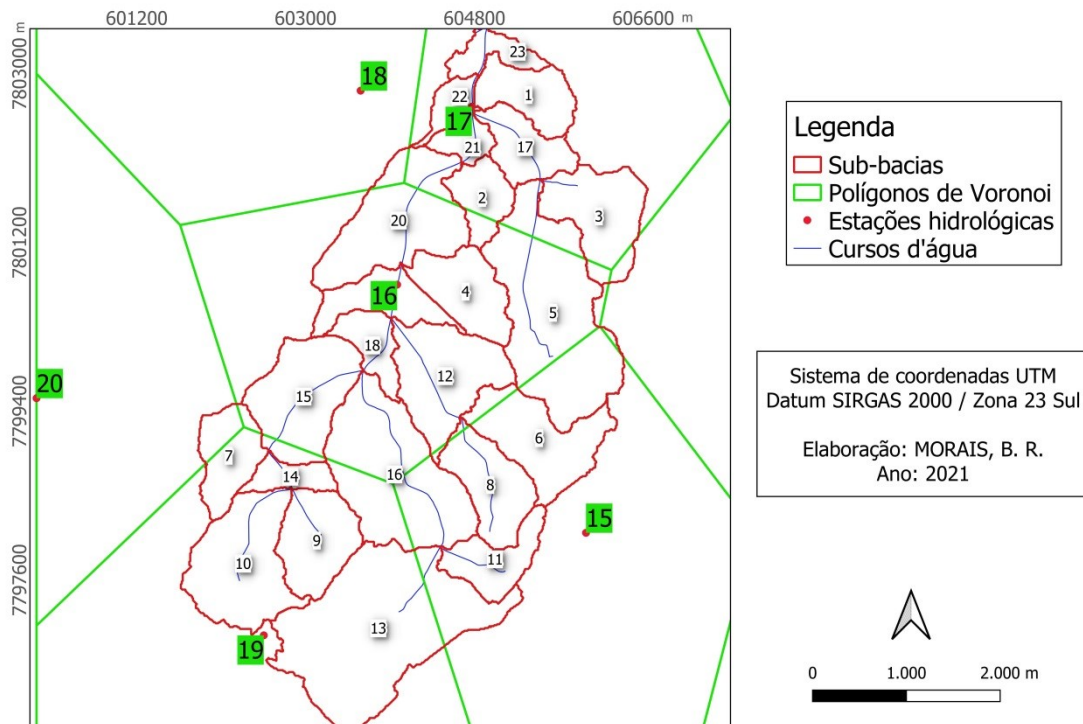 601200
603000
604800
606600 m
7803000 m
7801200
7799400
7797600
23
18
1
22
17
21
17
2
3
20
4
16
5
18
12
20
15
6
7
14
16
8
15
9
10
11
13
19
Legenda
Sub-bacias
Polígonos de Voronoi
Estações hidrológicas
Cursos d'água
Sistema de coordenadas UTM
Datum SIRGAS 2000 / Zona 23 Sul
Elaboração: MORAIS, B. R.
Ano: 2021
0 1.000 2.000 m